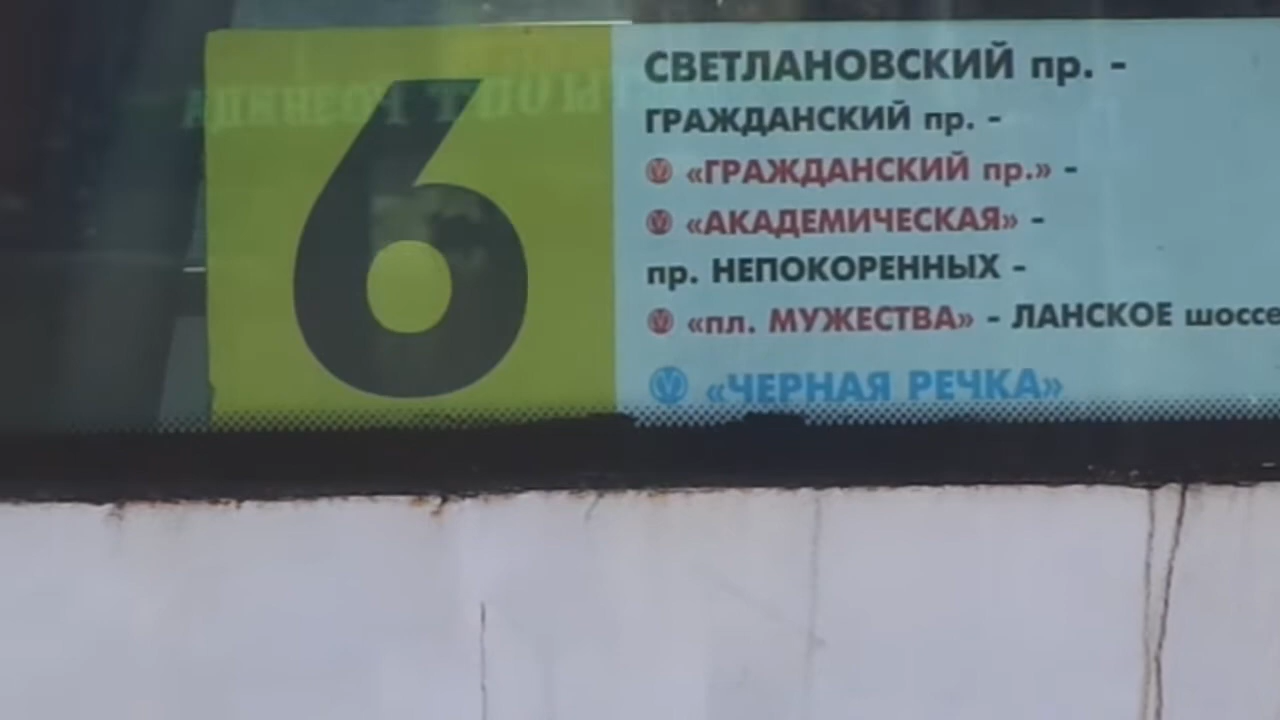 6
СВЕТЛАНОВСКИЙ пр. -
ГРАЖДАНСКИЙ пр. -
«ГРАЖДАНСКИЙ пр.» -
«АКАДЕМИЧЕСКАЯ» -
пр. НЕПОКОРЕННЫХ -
«пл. МУЖЕСТВА» - ЛАНСКОЕ шоссе
«ЧЕРНАЯ РЕЧКА»